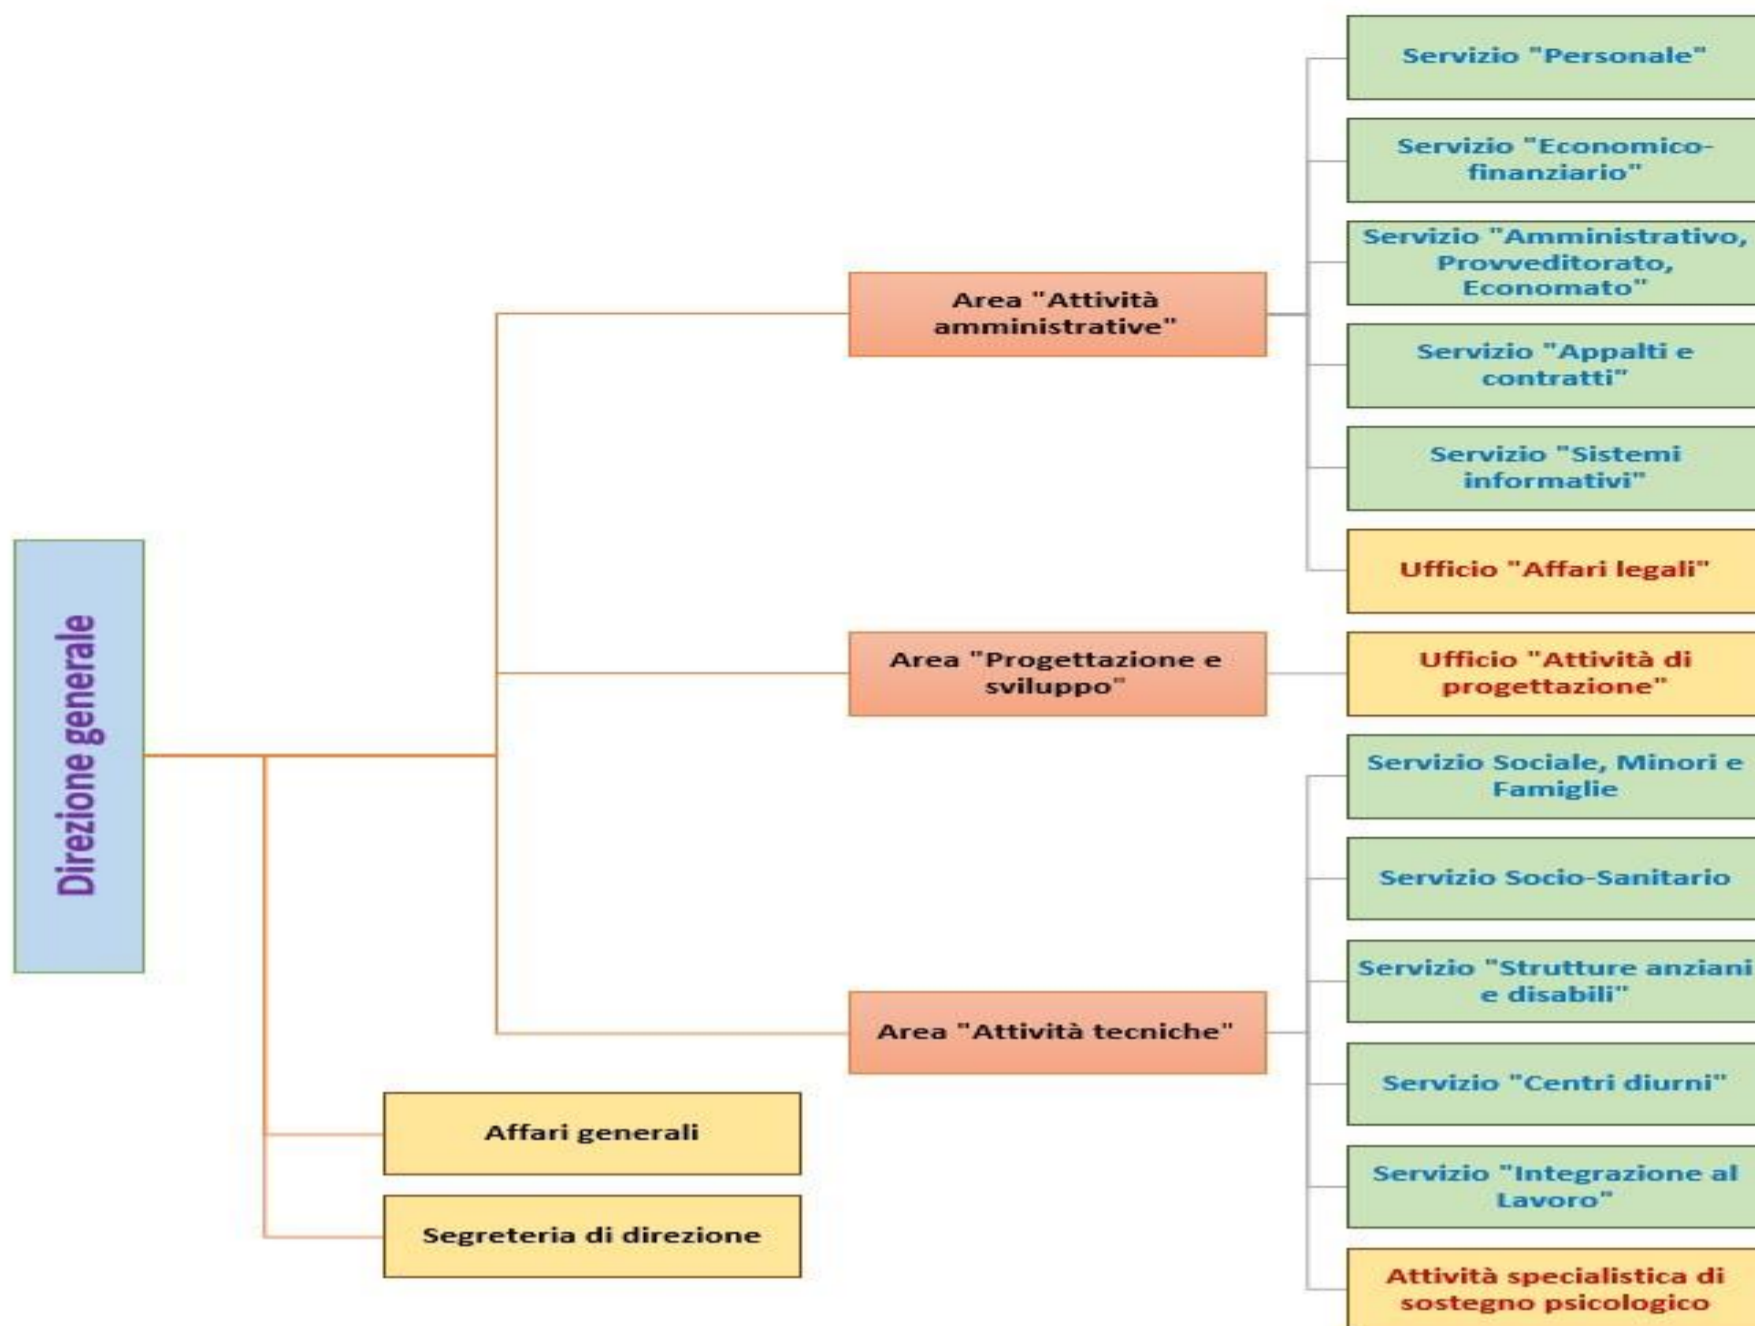 Direzione generale
Area "Attività
amministrative"
Servizio "Personale"
Servizio "Economico-
finanziario"
Servizio "Amministrativo,
Provveditorato,
Economato"
Servizio "Appalti e
contratti"
Servizio "Sistemi
informativi"
Ufficio "Affari legali"
Area "Progettazione e
sviluppo"
Ufficio "Attività di
progettazione"
Area "Attività tecniche"
Servizio Sociale, Minori e
Famiglie
Servizio Socio-Sanitario
Servizio "Strutture anziani
e disabili"
Servizio "Centri diurni"
Servizio "Integrazione al
Lavoro"
Attività specialistica di
sostegno psicologico
Affari generali
Segreteria di direzione